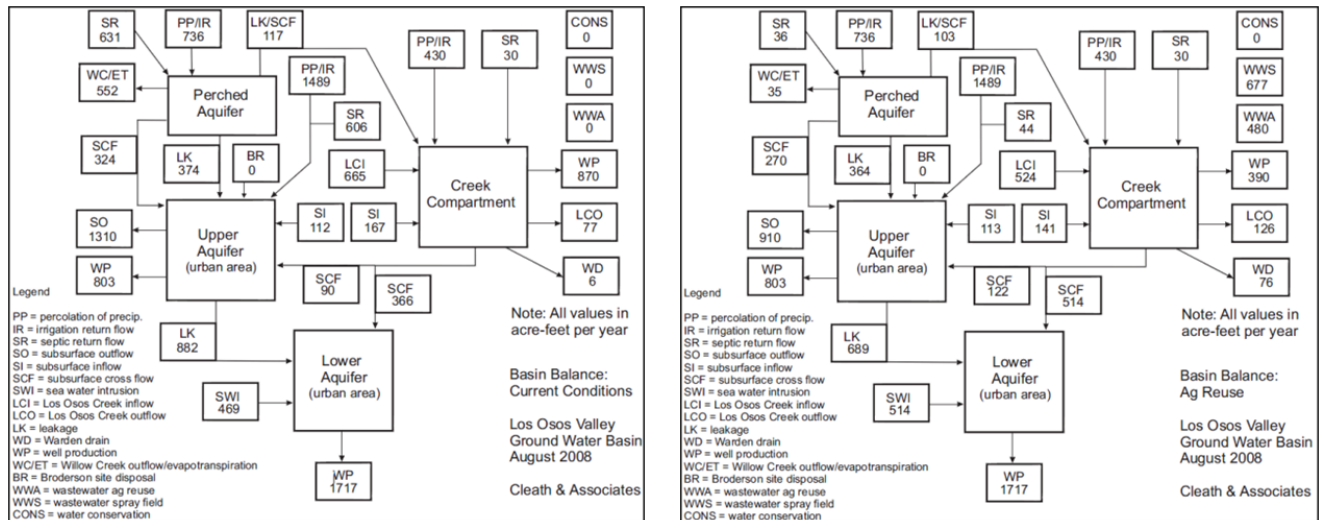 SR
631
PP/IR
736
LK/SCF
117
CONS
0
WC/ET
552
Perched
Aquifer
PP/IR
1489
PP/IR
430
SR
30
WWS
0
SR
606
WWA
0
SCF
324
LK
374
BR
0
LCI
665
Creek
Compartment
WP
870
SO
1310
Upper
Aquifer
(urban area)
SI
112
SI
167
LCO
77
WP
803
SCF
90
SCF
366
WD
6
Legend
PP = percolation of precip.
IR = irrigation return flow
SR = septic return flow
SO = subsurface outflow
SI = subsurface inflow
SCF = subsurface cross flow
SWI = sea water intrusion
LCI = Los Osos Creek inflow
LCO = Los Osos Creek outflow
LK = leakage
WD = Warden drain
WP = well production
WC/ET = Willow Creek outflow/evapotranspiration
BR = Broderson site disposal
WWA = wastewater ag reuse
WWS = wastewater spray field
CONS = water conservation
LK
882
Lower
Aquifer
(urban area)
SWI
469
WP
1717
Note: All values in
acre-feet per year
Basin Balance:
Current Conditions
Los Osos Valley
Ground Water Basin
August 2008
Cleath & Associates
SR
36
PP/IR
736
LK/SCF
103
CONS
0
WC/ET
35
Perched
Aquifer
PP/IR
1489
PP/IR
430
SR
30
WWS
677
SR
44
WWA
480
SCF
270
LK
364
BR
0
LCI
524
Creek
Compartment
WP
390
SO
910
Upper
Aquifer
(urban area)
SI
113
SI
141
LCO
126
WP
803
SCF
122
SCF
514
WD
76
Legend
PP = percolation of precip.
IR = irrigation return flow
SR = septic return flow
SO = subsurface outflow
SI = subsurface inflow
SCF = subsurface cross flow
SWI = sea water intrusion
LCI = Los Osos Creek inflow
LCO = Los Osos Creek outflow
LK = leakage
WD = Warden drain
WP = well production
WC/ET = Willow Creek outflow/evapotranspiration
BR = Broderson site disposal
WWA = wastewater ag reuse
WWS = wastewater spray field
CONS = water conservation
LK
689
Lower
Aquifer
(urban area)
SWI
514
WP
1717
Note: All values in
acre-feet per year
Basin Balance:
Ag Reuse
Los Osos Valley
Ground Water Basin
August 2008
Cleath & Associates